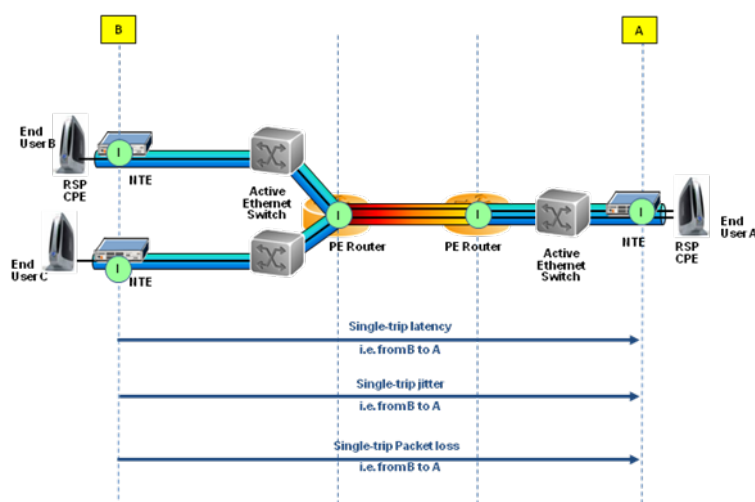 B
A
End
User B
RSP
CPE
I
NTE
Active
Ethernet
Switch
End
User C
I
NTE
I
PE Router
I
PE Router
Active
Ethernet
Switch
I
NTE
RSP
CPE
End
User A
Single-trip latency
i.e. from B to A
Single-trip jitter
i.e. from B to A
Single-trip Packet loss
i.e. from B to A